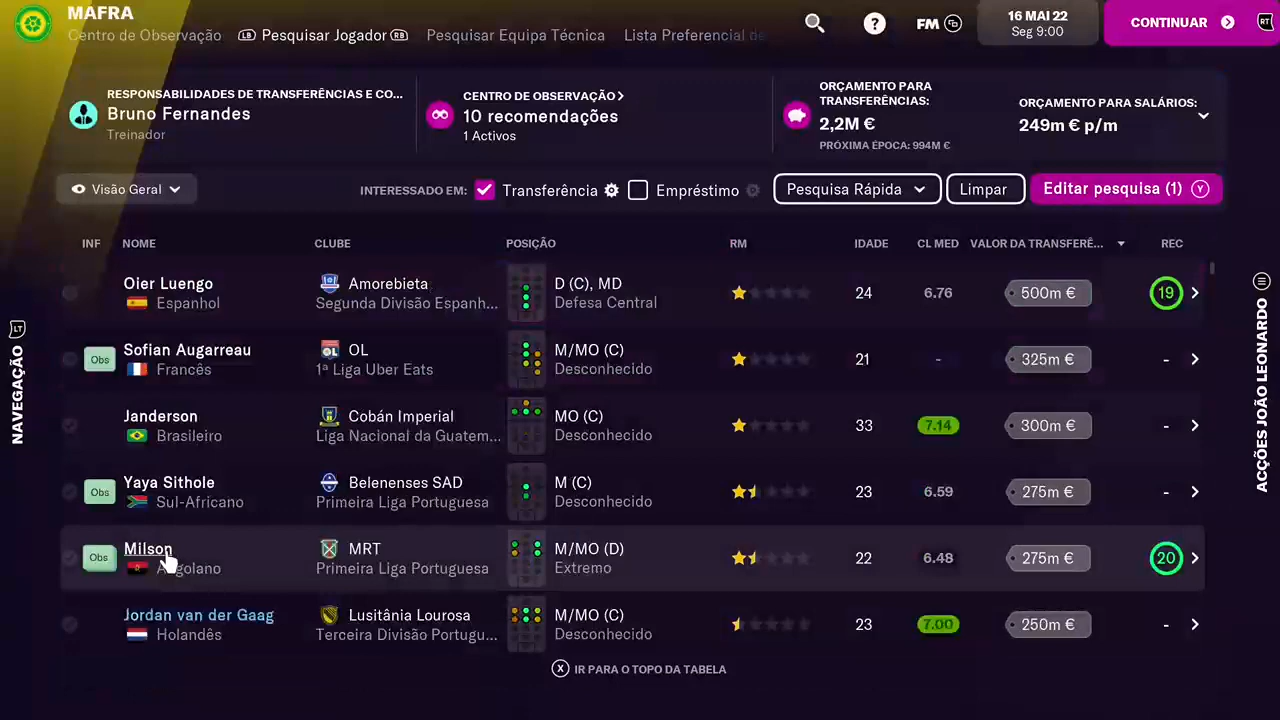 MAFRA
Centro de Observação LB Pesquisar Jogador RB Pesquisar Equipa Técnica Lista Preferencial de
FM
16 MAI 22
Seg 9:00
CONTINUAR RT
RESPONSABILIDADES DE TRANSFERÊNCIAS E CO...
Bruno Fernandes
Treinador
CENTRO DE OBSERVAÇÃO
10 recomendações
1 Activos
ORÇAMENTO PARA
TRANSFERÊNCIAS:
2,2M €
PRÓXIMA ÉPOCA: 994M €
ORÇAMENTO PARA SALÁRIOS:
249m € p/m
Visão Geral
INTERESSADO EM: Transferência Empréstimo
Pesquisa Rápida
Limpar
Editar pesquisa (1) Y
INF NOME CLUBE POSIÇÃO RM IDADE CL MED VALOR DA TRANSFERÊ... REC
Oier Luengo Amorebieta D (C), MD 24 6.76 500m € 19
Espanhol Segunda Divisão Espanh... Defesa Central
Obs Sofian Augarreau OL M/MO (C) 21 - 325m € -
Francês 1ª Liga Uber Eats Desconhecido
Janderson Cobán Imperial MO (C) 33 7.14 300m € -
Brasileiro Liga Nacional da Guatem... Desconhecido
Obs Yaya Sithole Belenenses SAD M (C) 23 6.59 275m € -
Sul-Africano Primeira Liga Portuguesa Desconhecido
Obs Milson MRT M/MO (D) 22 6.48 275m € 20
Angolano Primeira Liga Portuguesa Extremo
Jordan van der Gaag Lusitânia Lourosa M/MO (C) 23 7.00 250m € -
Holandês Terceira Divisão Portugu... Desconhecido
X IR PARA O TOPO DA TABELA
NAVEGAÇÃO LT
ACÇÕES JOÃO LEONARDO